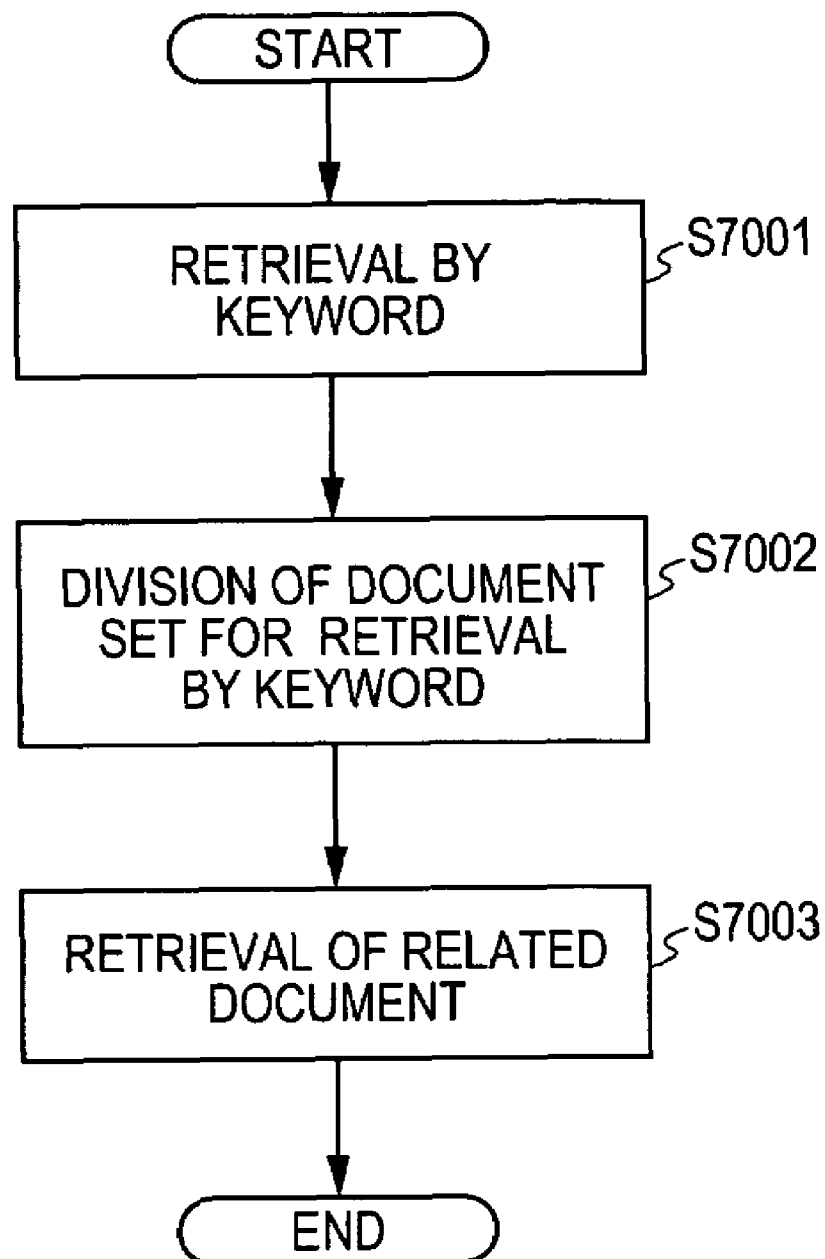 START
RETRIEVAL BY
KEYWORD
S7001
DIVISION OF DOCUMENT
SET FOR RETRIEVAL
BY KEYWORD
S7002
RETRIEVAL OF RELATED
DOCUMENT
S7003
END